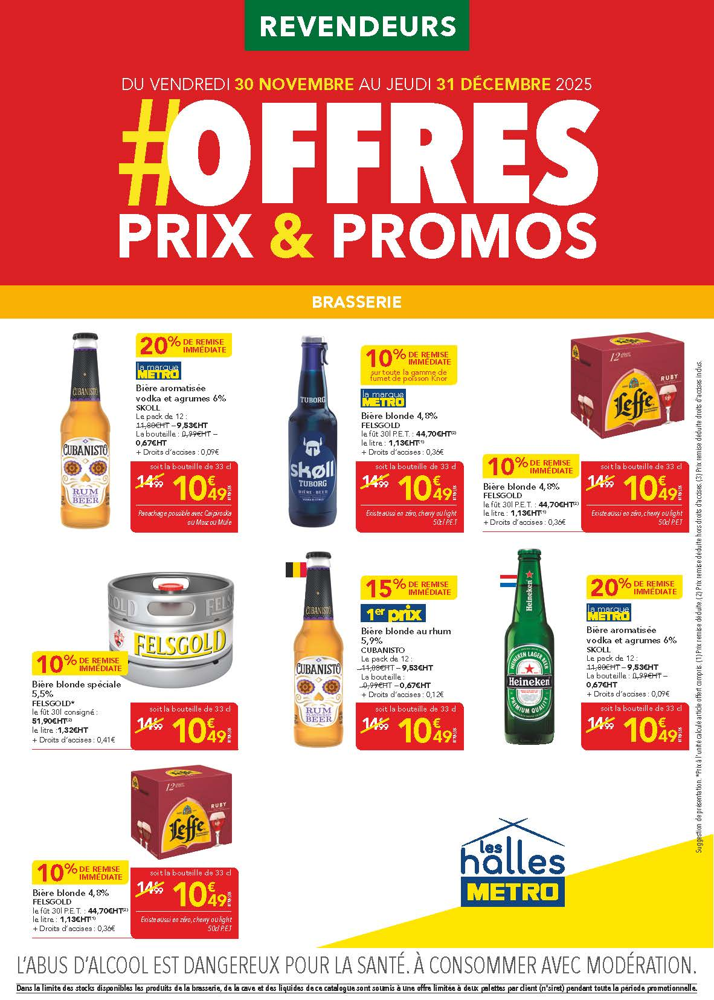 REVENDEURS
DU VENDREDI 30 NOVEMBRE AU JEUDI 31 DÉCEMBRE 2025
#OFFRES
PRIX & PROMOS
BRASSERIE
CUBANISTO
CUBANISTO
RUM
FLAVOURED
BEER
20% DE REMISE
IMMÉDIATE
la marque
METRO
Bière aromatisée
vodka et agrumes 6%
SKOLL
Le pack de 12 :
11,80€HT – 9,53€HT
La bouteille : 0,99€HT –
0,67€HT
+ Droits d'accises : 0,09€
soit la bouteille de 33 cl
14€99
10€49
Panachage possible avec Caipiroska
ou Moscou Mule
TUBORG
skøll
TUBORG
BIÈRE - BEER
VODKA & CITRUS
10% DE REMISE
IMMÉDIATE
sur toute la gamme de
fumet de poisson Knor
la marque
METRO
Bière blonde 4,8%
FELSGOLD
le fût 30l P.E.T. : 44,70€HT(2)
le litre : 1,13€HT(1)
+ Droits d'accises : 0,36€
soit la bouteille de 33 cl
14€99
10€49
Existe aussi en zéro, cherry ou light
50cl P.E.T
Leffe
12
Leffe
RUBY
10% DE REMISE
IMMÉDIATE
Bière blonde 4,8%
FELSGOLD
le fût 30l P.E.T. : 44,70€HT(2)
le litre : 1,13€HT(1)
+ Droits d'accises : 0,36€
soit la bouteille de 33 cl
14€99
10€49
Existe aussi en zéro, cherry ou light
50cl P.E.T
FELSGOLD
10% DE REMISE
IMMÉDIATE
Bière blonde spéciale
5,5%
FELSGOLD*
le fût 30l consigné :
51,90€HT(2)
le litre :1,32€HT
+ Droits d'accises : 0,41€
soit la bouteille de 33 cl
14€99
10€49
CUBANISTO
CUBANISTO
RUM
FLAVOURED
BEER
15% DE REMISE
IMMÉDIATE
1er prix
Bière blonde au rhum
5,9%
CUBANISTO
Le pack de 12 :
11,08€HT – 9,53€HT
La bouteille :
0,99€HT – 0,67€HT
+ Droits d'accises : 0,12€
soit la bouteille de 33 cl
14€99
10€49
Heineken
HEINEKEN LAGER BEER
Heineken
PREMIUM QUALITY
20% DE REMISE
IMMÉDIATE
la marque
METRO
Bière aromatisée
vodka et agrumes 6%
SKOLL
Le pack de 12 :
11,80€HT – 9,53€HT
La bouteille : 0,99€HT –
0,67€HT
+ Droits d'accises : 0,09€
soit la bouteille de 33 cl
14€99
10€49
Leffe
12
Leffe
RUBY
10% DE REMISE
IMMÉDIATE
Bière blonde 4,8%
FELSGOLD
le fût 30l P.E.T. : 44,70€HT(2)
le litre : 1,13€HT(1)
+ Droits d'accises : 0,36€
soit la bouteille de 33 cl
14€99
10€49
Existe aussi en zéro, cherry ou light
50cl P.E.T
les
halles
METRO
Suggestion de présentation. *Prix à l'unité calculé article offert compris. (1) Prix remise déduite. (2) Prix remise déduite hors droits d'accises. (3) Prix remise déduite droits d'accises inclus.
L'ABUS D'ALCOOL EST DANGEREUX POUR LA SANTÉ. À CONSOMMER AVEC MODÉRATION.
Dans la limite des stocks disponibles les produits de la brasserie, de la cave et des liquides de ce catalogue sont soumis à une offre limitée à deux palettes par client (n°siret) pendant toute la période promotionnelle.